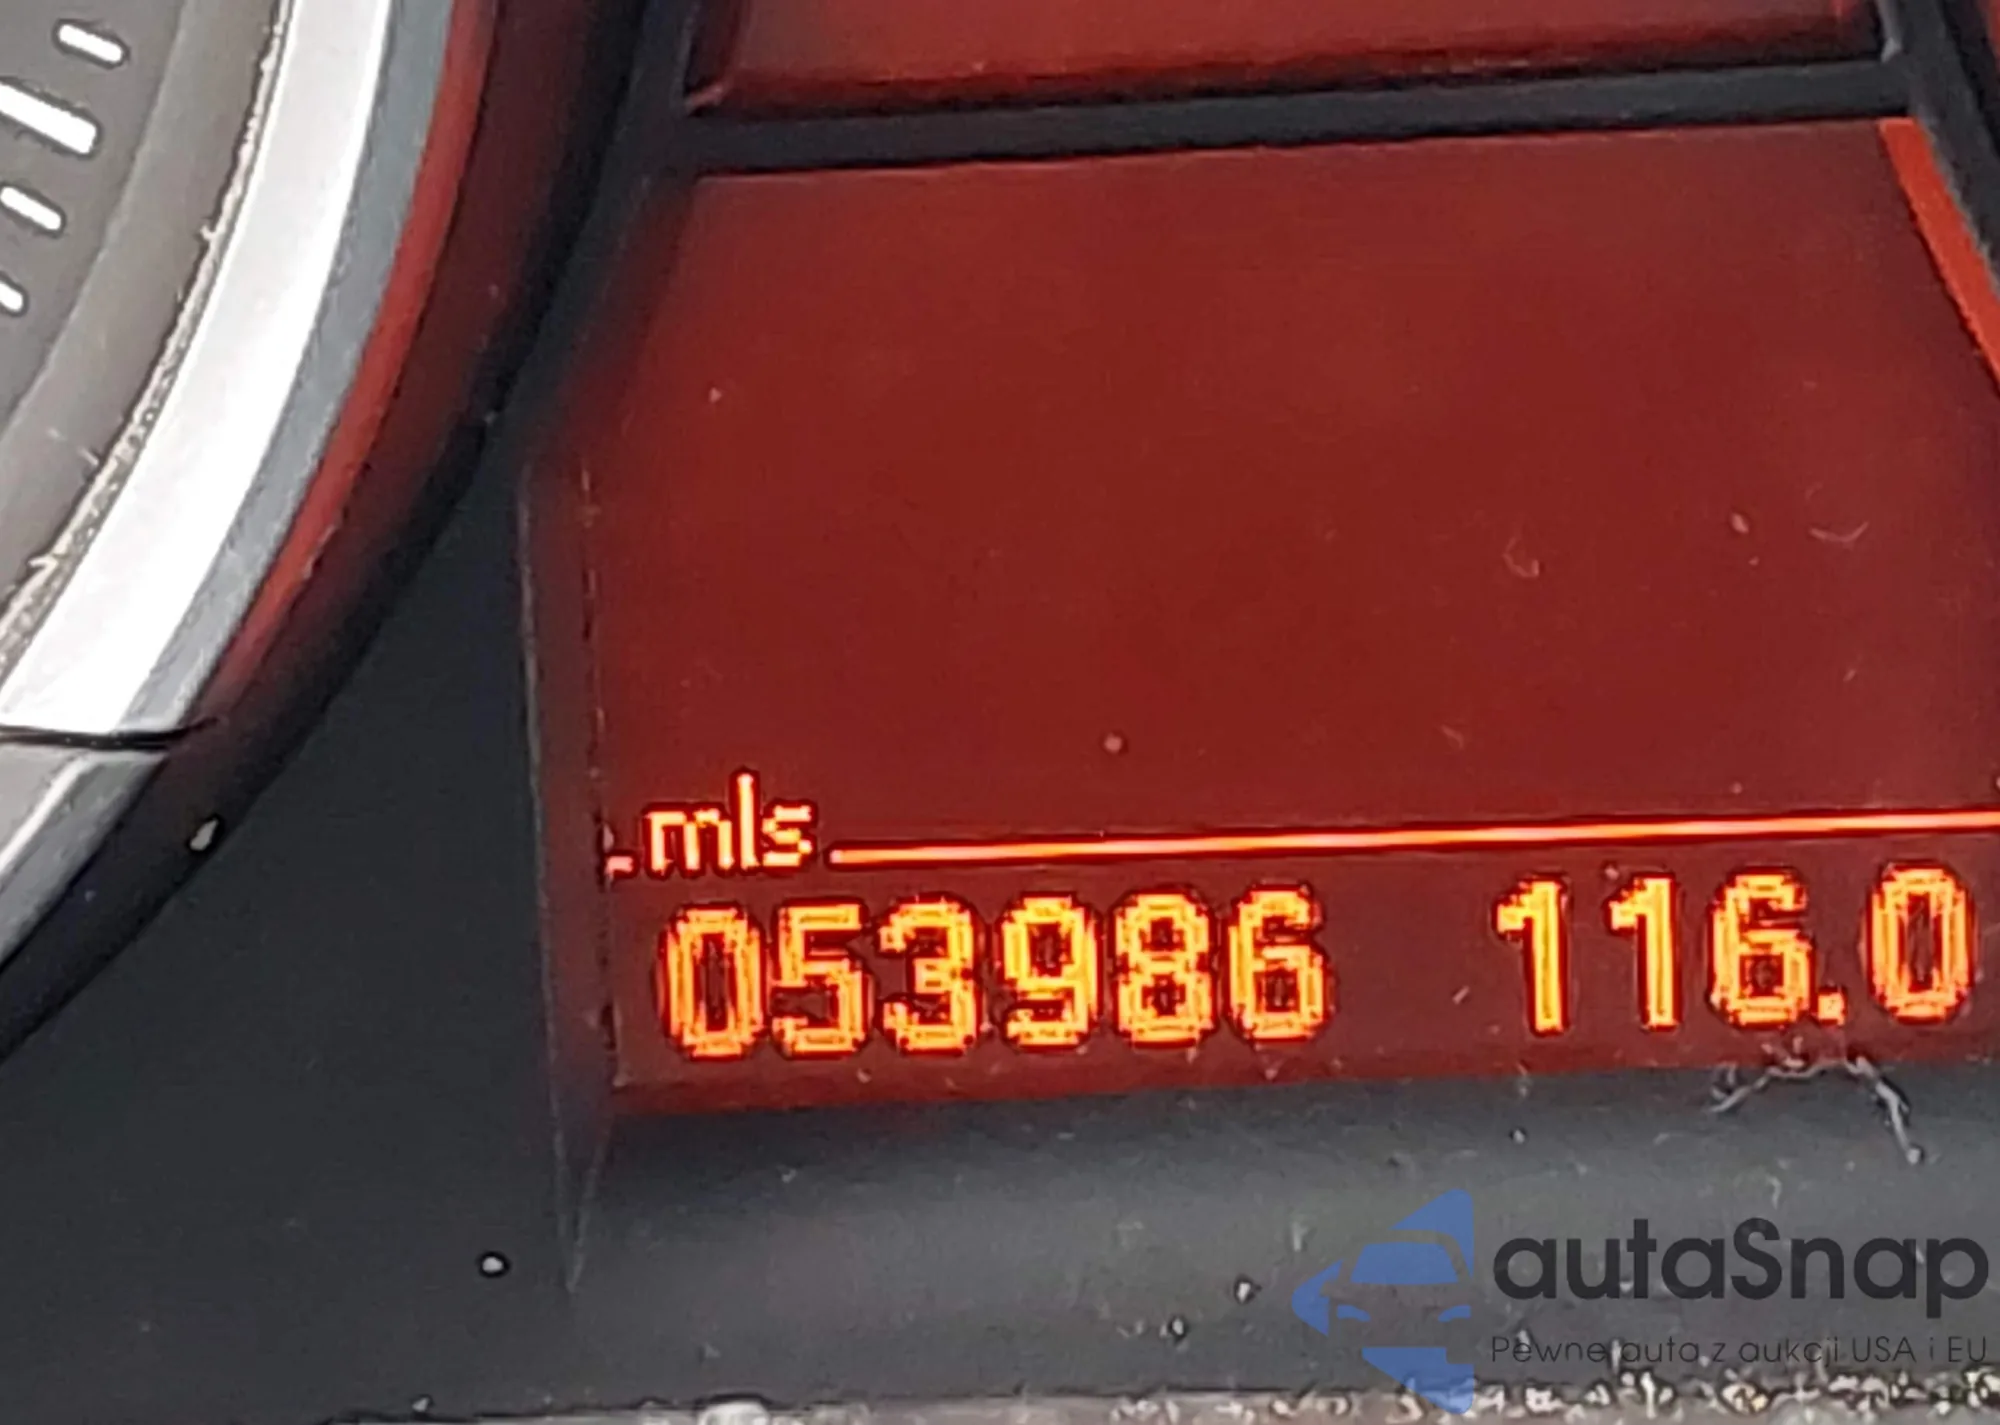 .mls
053986 116.0
autaSnap
Pewne auta z aukcji USA i EU